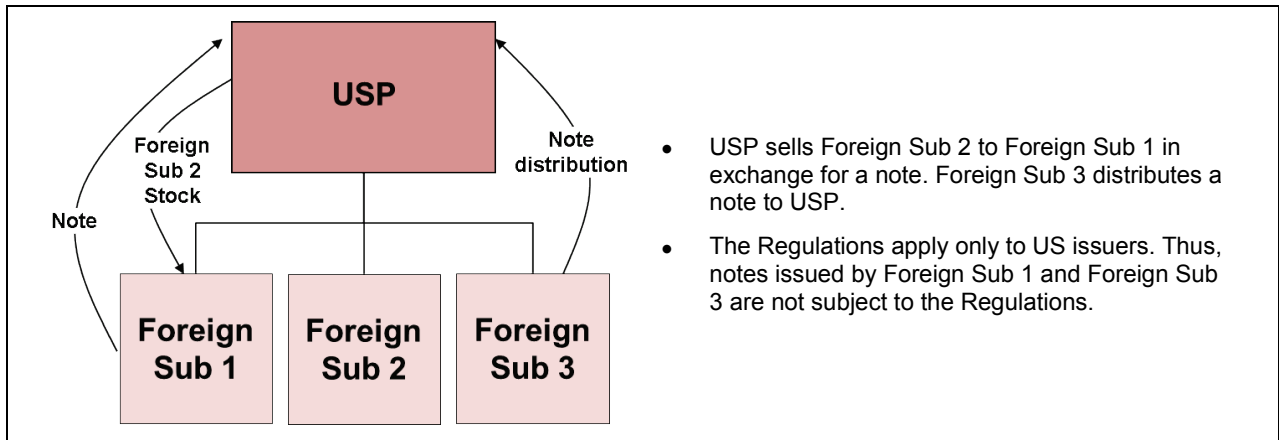 USP
Foreign
Sub 2
Stock
Note
distribution
Note
Foreign
Sub 1
Foreign
Sub 2
Foreign
Sub 3
• USP sells Foreign Sub 2 to Foreign Sub 1 in
exchange for a note. Foreign Sub 3 distributes a
note to USP.
• The Regulations apply only to US issuers. Thus,
notes issued by Foreign Sub 1 and Foreign Sub
3 are not subject to the Regulations.